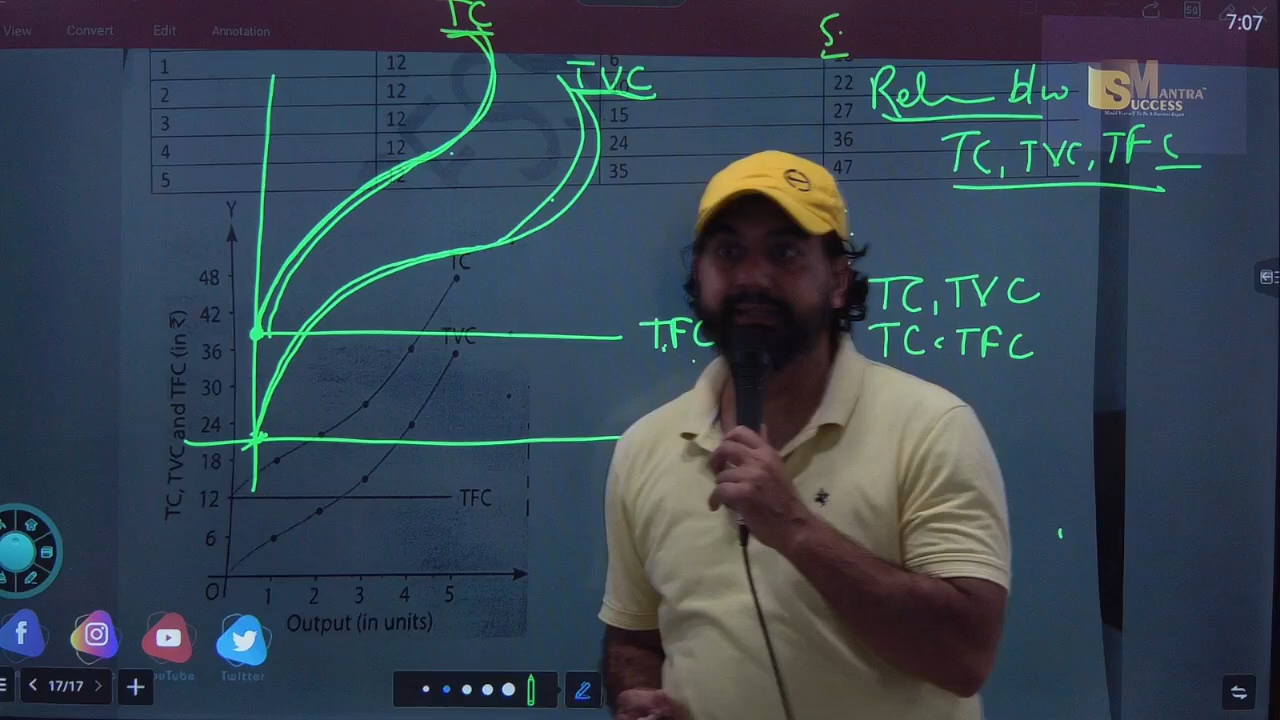 View Convert Edit Annotation
7:07
TC
S.
1 12 6
2 12 22
3 12 15 27
4 12 24 36
5 35 47
TVC
Reln b/w
TC, TVC, TFC
SUCCESS MANTRA
Y
TC
48
42
TVC
36
30
24
18
12
6
TC, TVC and TFC (in ₹)
TFC
TFC
TC, TVC
TC, TFC
O 1 2 3 4 5
Output (in units)
YouTube Twitter
17/17